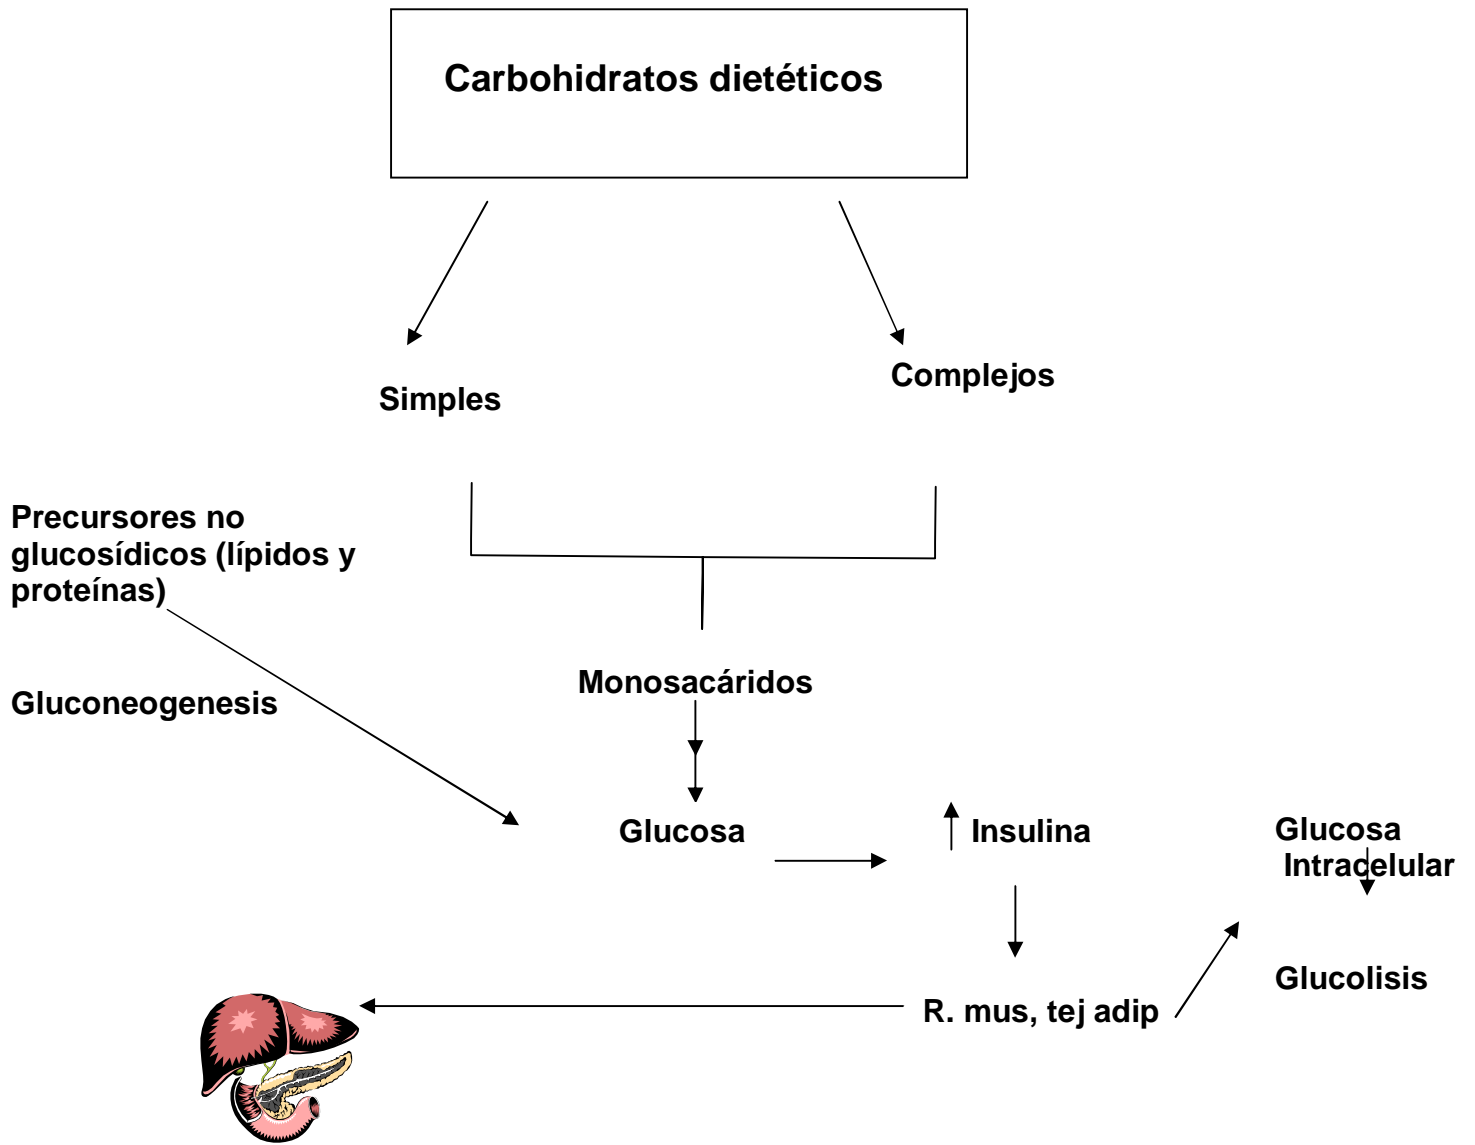 Carbohidratos dietéticos
Simples
Complejos
Precursores no
glucosídicos (lípidos y
proteínas)
Gluconeogenesis
Monosacáridos
Glucosa
Insulina
Glucosa
Intracelular
Glucolisis
R. mus, tej adip